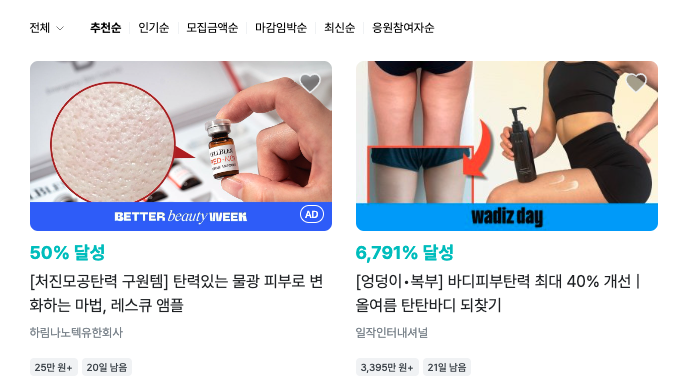 전체
추천순
인기순
모집금액순
마감임박순
최신순
응원참여자순
BETTER beauty WEEK
AD
wadiz day
50% 달성
[처진모공탄력 구원템] 탄력있는 물광 피부로 변
화하는 마법, 레스큐 앰플
하림나노텍유한회사
25만 원+
20일 남음
6,791% 달성
[엉덩이•복부] 바디피부탄력 최대 40% 개선 |
올여름 탄탄바디 되찾기
일작인터내셔널
3,395만 원+
21일 남음